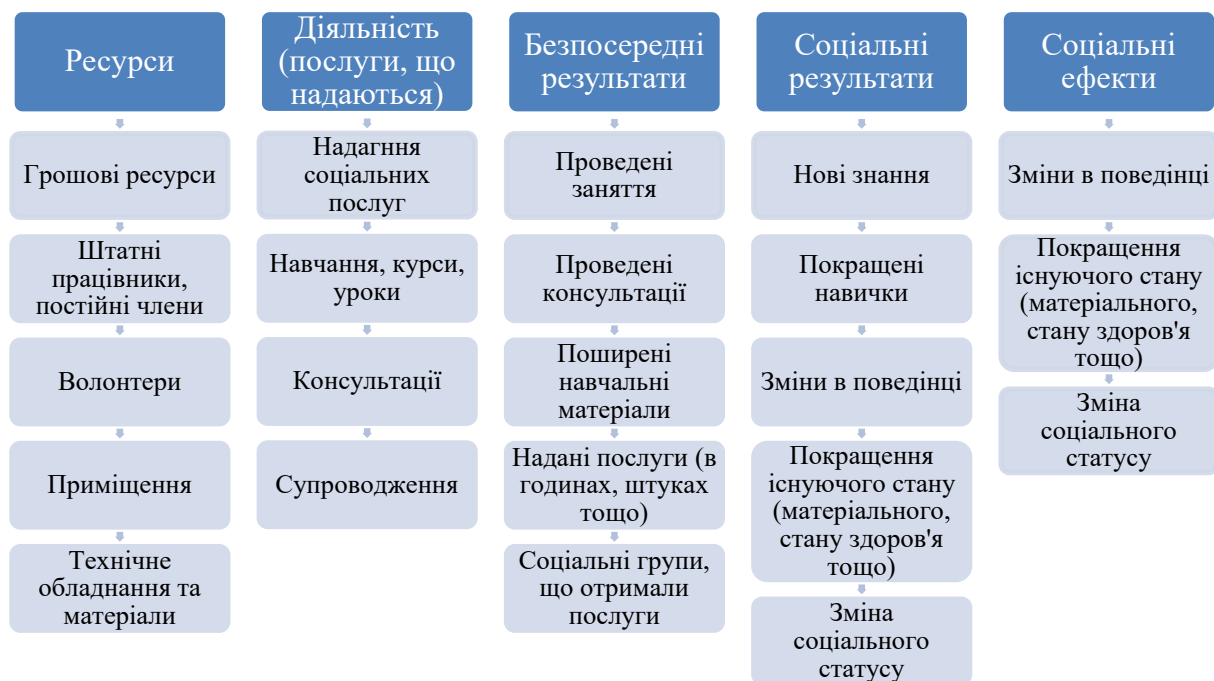 Ресурси
Грошові ресурси
Штатні
працівники,
постійні члени
Волонтери
Приміщення
Технічне
обладнання та
матеріали
Діяльність
(послуги, що
надаються)
Надагння
соціальних
послуг
Навчання, курси,
уроки
Консультації
Супроводження
Безпосередні
результати
Проведені
заняття
Проведені
консультації
Поширені
навчальні
матеріали
Надані послуги (в
годинах, штуках
тощо)
Соціальні групи,
що отримали
послуги
Соціальні
результати
Нові знання
Покращені
навички
Зміни в поведінці
Покращення
існуючого стану
(матеріального,
стану здоров'я
тощо)
Зміна
соціального
статусу
Соціальні
ефекти
Зміни в поведінці
Покращення
існуючого стану
(матеріального,
стану здоров'я
тощо)
Зміна
соціального
статусу